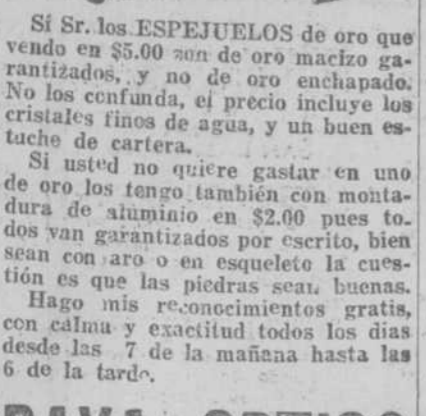 Sí Sr. los ESPEJUELOS de oro que
vendo en $5.00 son de oro macizo ga-
rantizados, y no de oro enchapado.
No los confunda, el precio incluye los
cristales finos de agua, y un buen es-
tuche de cartera.
Si usted no quiere gastar en uno
de oro los tengo también con monta-
dura de aluminio en $2.00 pues to-
dos van garantizados por escrito, bien
sean con aro o en esqueleto la cues-
tión es que las piedras sean buenas.
Hago mis reconocimientos gratis,
con calma y exactitud todos los dias
desde las 7 de la mañana hasta las
6 de la tarde.